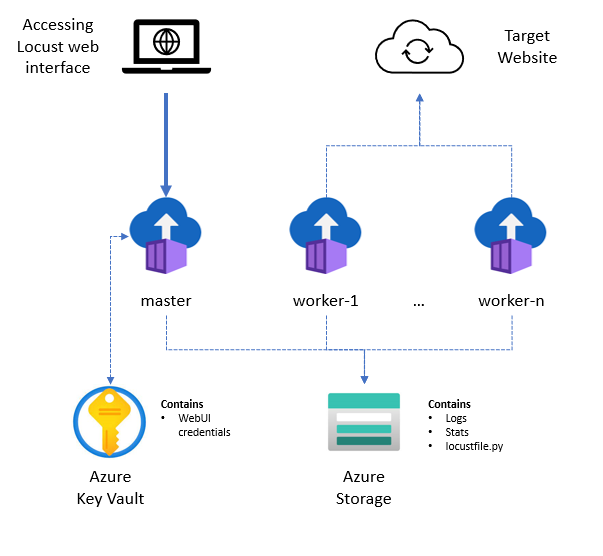 Accessing
Locust web
interface
Target
Website
master
worker-1
...
worker-n
Contains
• WebUI
credentials
Azure
Key Vault
Contains
• Logs
• Stats
• locustfile.py
Azure
Storage